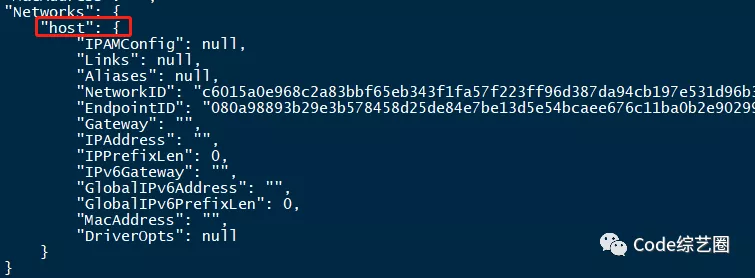 "Networks": {
"host": {
"IPAMConfig": null,
"Links": null,
"Aliases": null,
"NetworkID": "c6015a0e968c2a83bbf65eb343f1fa57f223ff96d387da94cb197e531d96b3
"EndpointID": "080a98893b29e3b578458d25de84e7be13d5e54bcaee676c11ba0b2e90299
"Gateway": "",
"IPAddress": "",
"IPPrefixLen": 0,
"IPv6Gateway": "",
"GlobalIPv6Address": "",
"GlobalIPv6PrefixLen": 0,
"MacAddress": "",
"DriverOpts": null
}
}
Code综艺圈